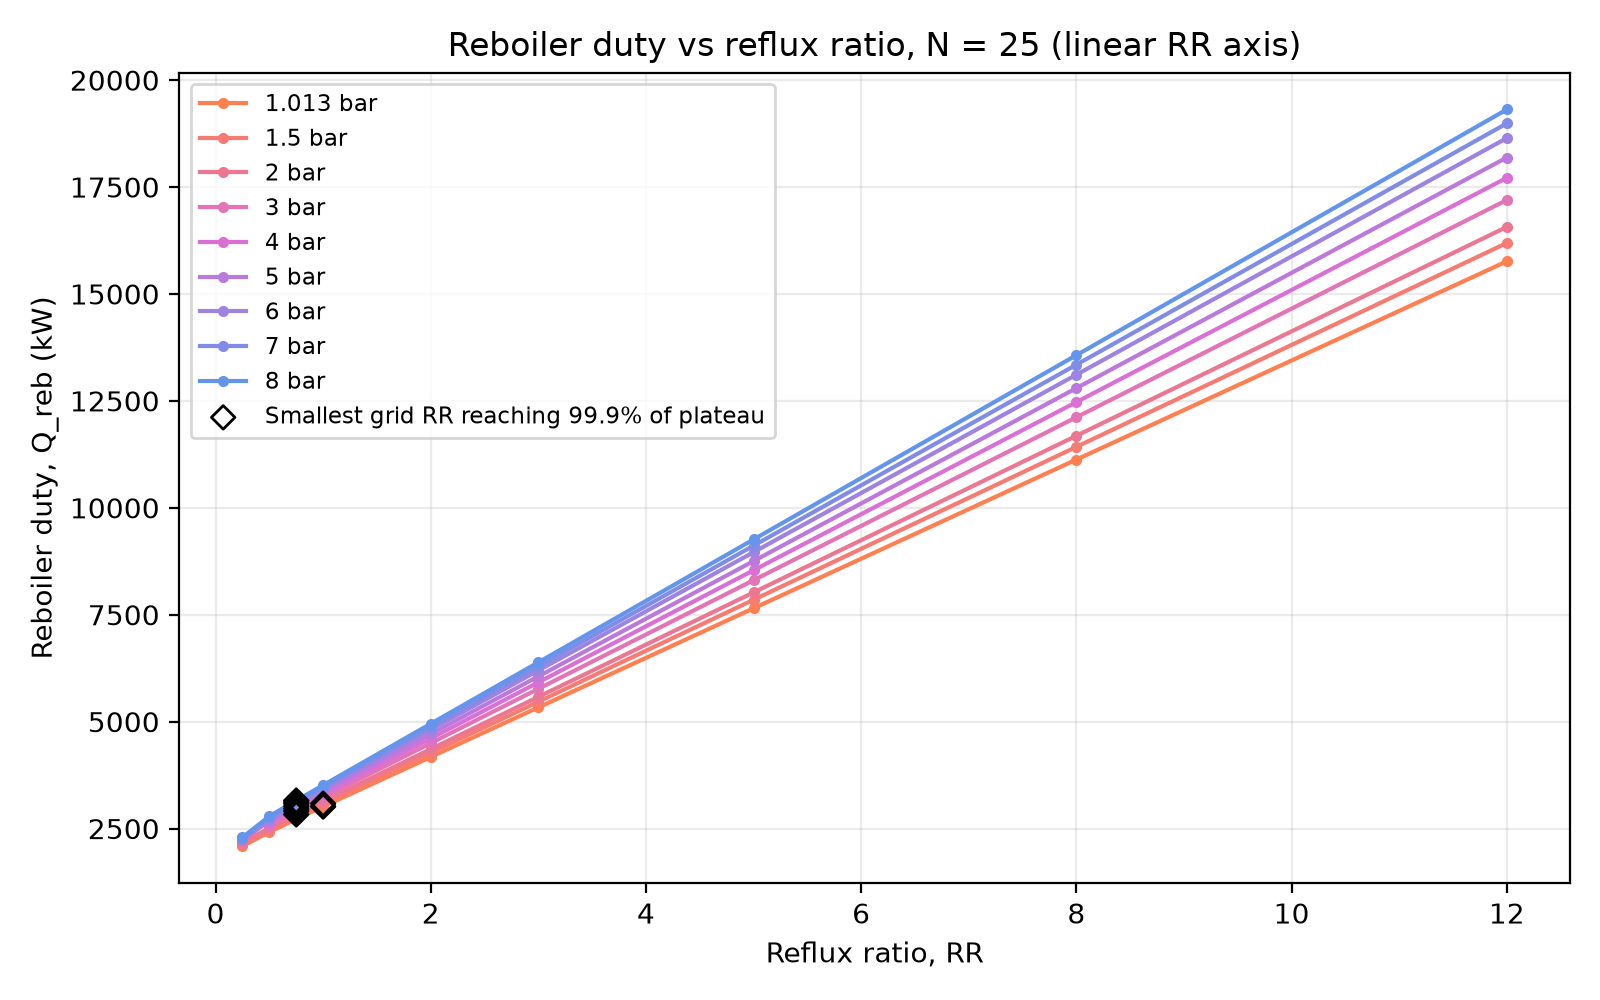 Reboiler duty vs reflux ratio, N = 25 (linear RR axis)
20000
17500
15000
12500
10000
7500
5000
2500
Reboiler duty, Q_reb (kW)
1.013 bar
1.5 bar
2 bar
3 bar
4 bar
5 bar
6 bar
7 bar
8 bar
Smallest grid RR reaching 99.9% of plateau
0 2 4 6 8 10 12
Reflux ratio, RR